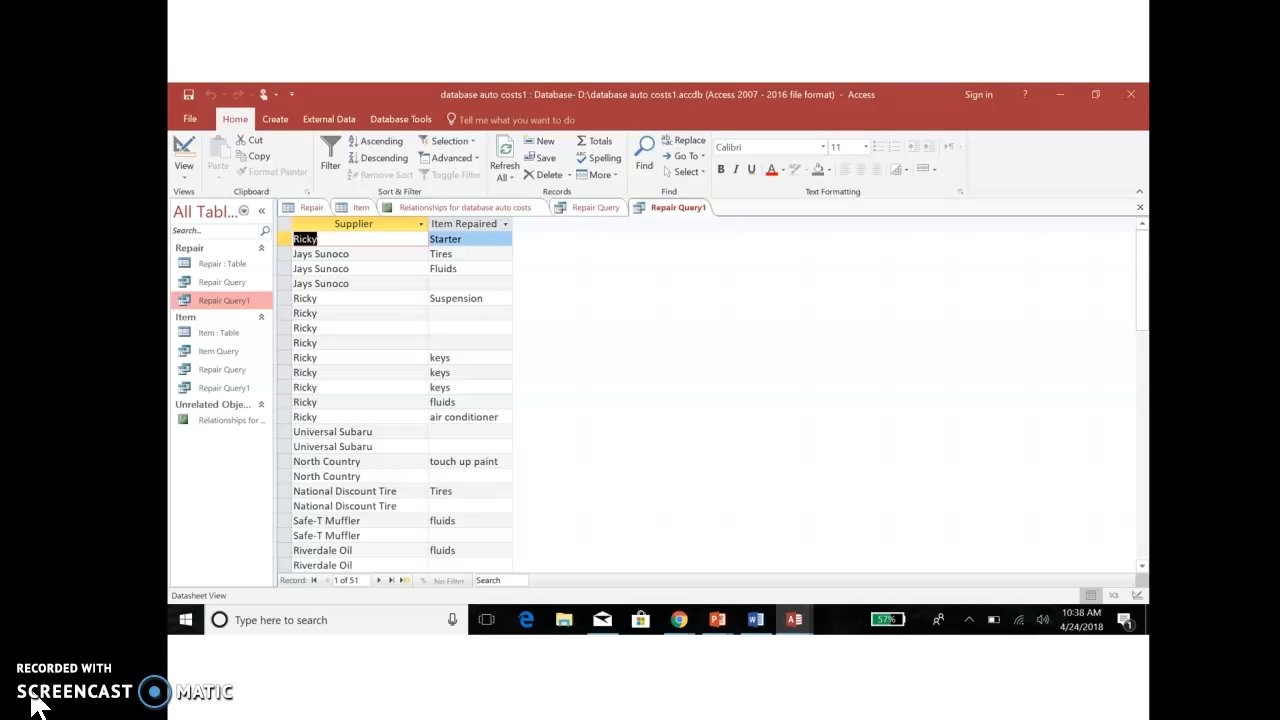 database auto costs1 : Database- D:\database auto costs1.accdb (Access 2007 - 2016 file format) - Access
Sign in
?
File Home Create External Data Database Tools Tell me what you want to do
View
Views
Paste
Cut
Copy
Format Painter
Clipboard
Filter
Ascending
Descending
Remove Sort
Selection
Advanced
Toggle Filter
Sort & Filter
Refresh
All
New
Save
Delete
Totals
Spelling
More
Records
Find
Replace
Go To
Select
Find
Calibri
11
B I U A
Text Formatting
All Tabl...
Search...
Repair
Repair : Table
Repair Query
Repair Query1
Item
Item : Table
Item Query
Repair Query
Repair Query1
Unrelated Obje...
Relationships for ...
Repair Item Relationships for database auto costs Repair Query Repair Query1
Supplier Item Repaired
Ricky Starter
Jays Sunoco Tires
Jays Sunoco Fluids
Jays Sunoco
Ricky Suspension
Ricky
Ricky
Ricky
Ricky keys
Ricky keys
Ricky keys
Ricky fluids
Ricky air conditioner
Universal Subaru
Universal Subaru
North Country touch up paint
North Country
National Discount Tire Tires
National Discount Tire
Safe-T Muffler fluids
Safe-T Muffler
Riverdale Oil fluids
Riverdale Oil
Record: 1 of 51 No Filter Search
Datasheet View
SQL
Type here to search
57%
10:38 AM
4/24/2018
1
RECORDED WITH
SCREENCAST MATIC